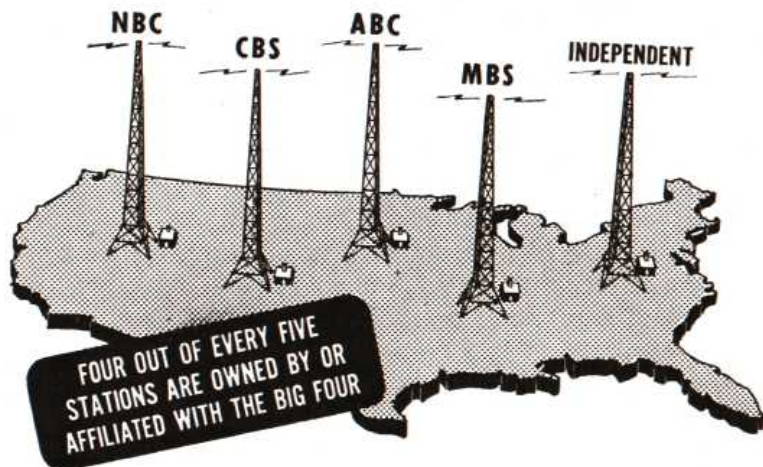 NBC
CBS
ABC
MBS
INDEPENDENT
FOUR OUT OF EVERY FIVE
STATIONS ARE OWNED BY OR
AFFILIATED WITH THE BIG FOUR